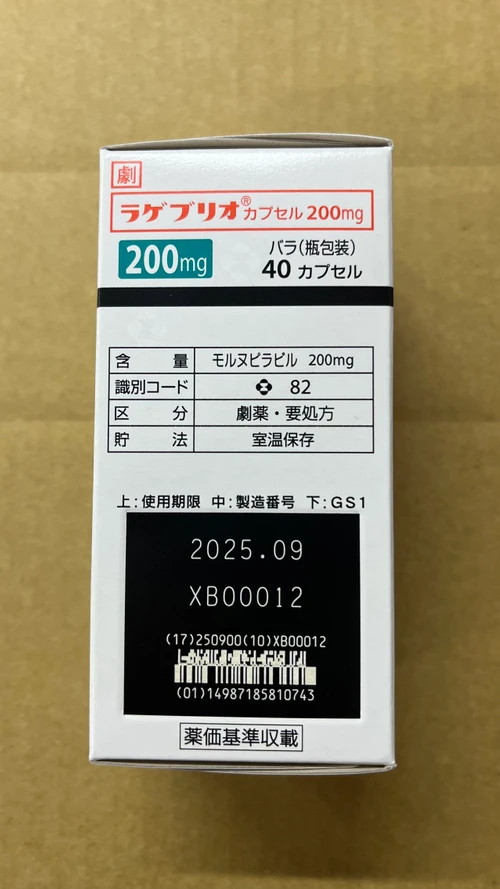 劇
ラゲブリオ®カプセル200mg
200mg
バラ(瓶包装)
40 カプセル
含 量 モルヌピラビル 200mg
識別コード 82
区 分 劇薬・要処方
貯 法 室温保存
上:使用期限 中:製造番号 下:GS1
2025.09
XB00012
(17)250900(10)XB00012
(01)14987185810743
薬価基準収載